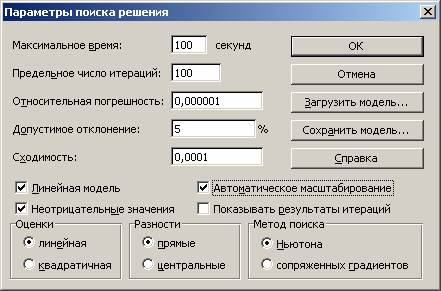 Параметры поиска решения
Максимальное время: 100 секунд
OK
Предельное число итераций: 100
Отмена
Относительная погрешность: 0,000001
Загрузить модель...
Допустимое отклонение: 5 %
Сохранить модель...
Сходимость: 0,0001
Справка
Линейная модель
Автоматическое масштабирование
Неотрицательные значения
Показывать результаты итераций
Оценки
линейная
квадратичная
Разности
прямые
центральные
Метод поиска
Ньютона
сопряженных градиентов